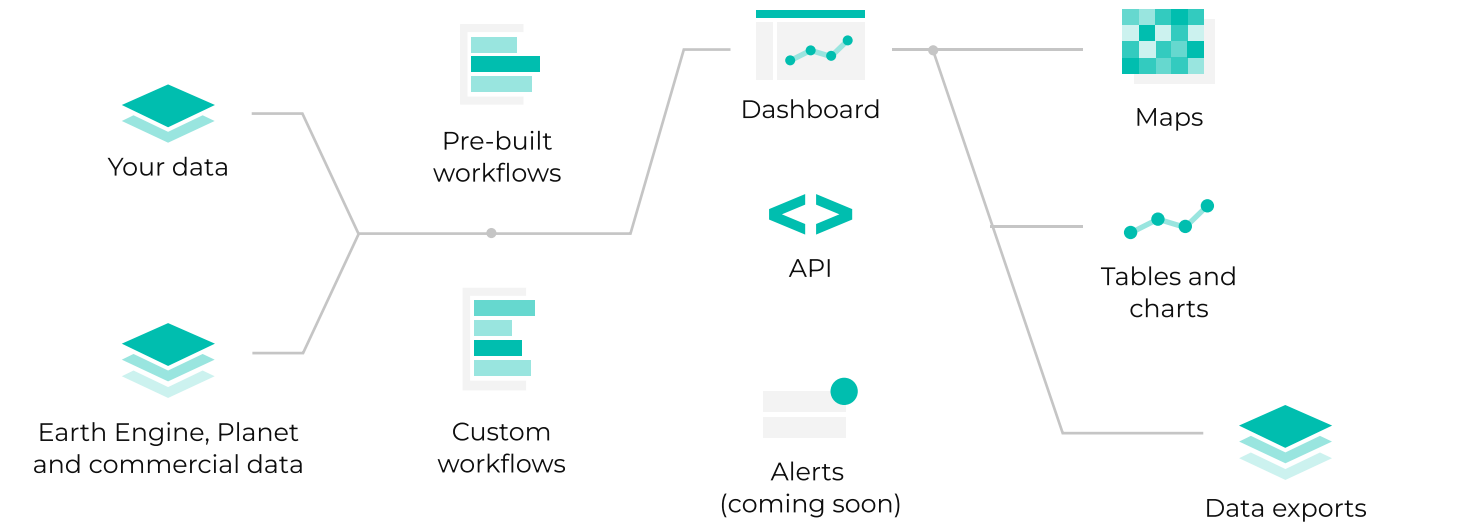 Your data
Earth Engine, Planet
and commercial data
Pre-built
workflows
Custom
workflows
Dashboard
API
Alerts
(coming soon)
Maps
Tables and
charts
Data exports